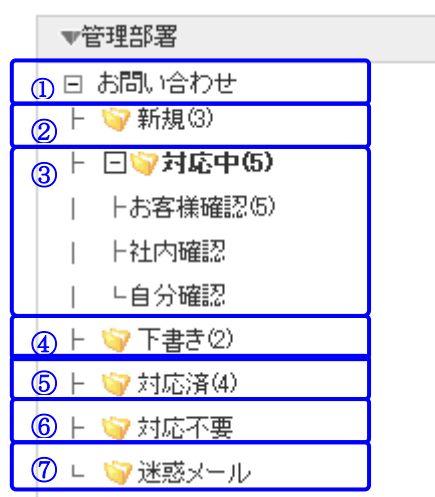 ▼管理部署
① お問い合わせ
② 新規(3)
③ 対応中(5)
お客様確認(5)
社内確認
自分確認
④ 下書き(2)
⑤ 対応済(4)
⑥ 対応不要
⑦ 迷惑メール